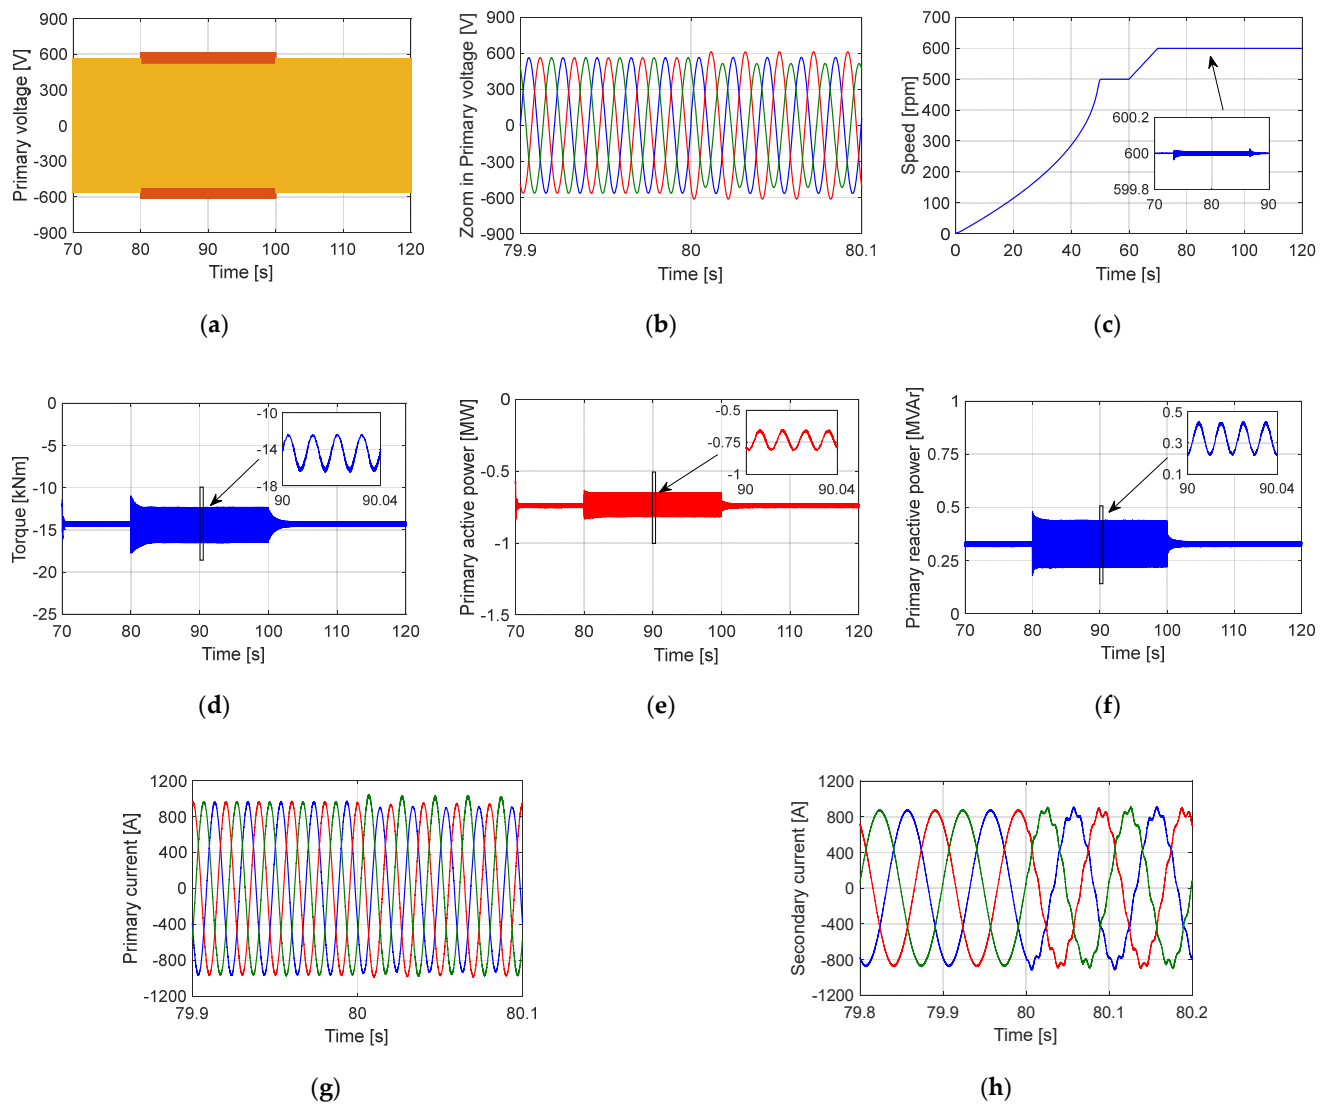 900
600
300
0
-300
-600
-900
70 80 90 100 110 120
Primary voltage [V]
Time [s]
(a)
900
600
300
0
-300
-600
-900
79.9 80 80.1
Zoom in Primary voltage [V]
Time [s]
(b)
700
600
500
400
300
200
100
0
0 20 40 60 80 100 120
Speed [rpm]
Time [s]
600.2
600
599.8
70 80 90
(c)
0
-5
-10
-15
-20
-25
70 80 90 100 110 120
Torque [kNm]
Time [s]
-10
-14
-18
90 90.04
(d)
0
-0.5
-1
-1.5
70 80 90 100 110 120
Primary active power [MW]
Time [s]
-0.5
-0.75
-1
90 90.04
(e)
1
0.75
0.5
0.25
0
70 80 90 100 110 120
Primary reactive power [MVAr]
Time [s]
0.5
0.3
0.1
90 90.04
(f)
1200
800
400
0
-400
-800
-1200
79.9 80 80.1
Primary current [A]
Time [s]
(g)
1200
800
400
0
-400
-800
-1200
79.8 79.9 80 80.1 80.2
Secondary current [A]
Time [s]
(h)